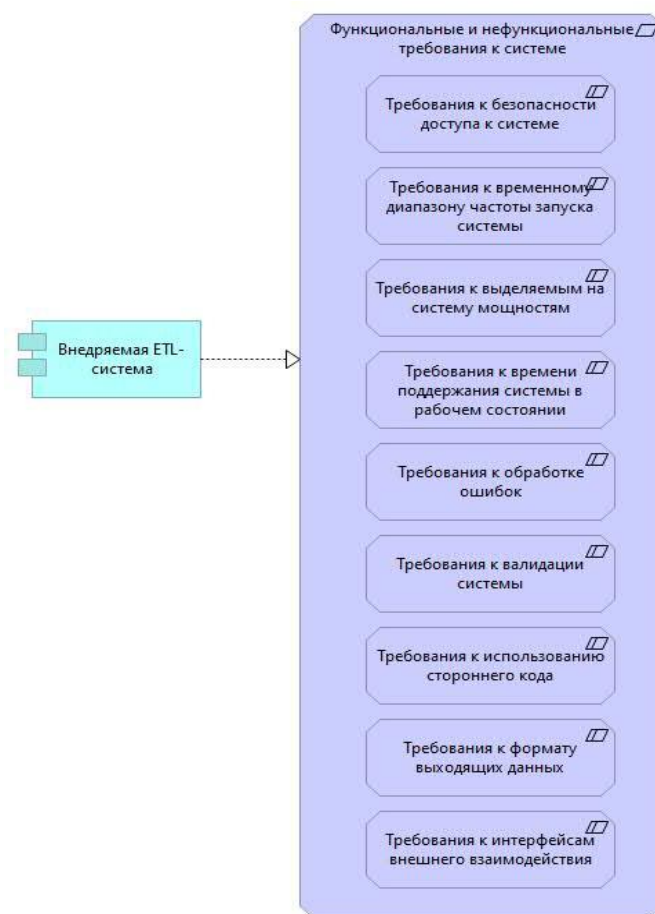 Функциональные и нефункциональные
требования к системе
Требования к безопасности
доступа к системе
Требования к временному
диапазону частоты запуска
системы
Требования к выделяемым на
систему мощностям
Внедряемая ETL-
система
Требования к времени
поддержания системы в
рабочем состоянии
Требования к обработке
ошибок
Требования к валидации
системы
Требования к использованию
стороннего кода
Требования к формату
выходящих данных
Требования к интерфейсам
внешнего взаимодействия